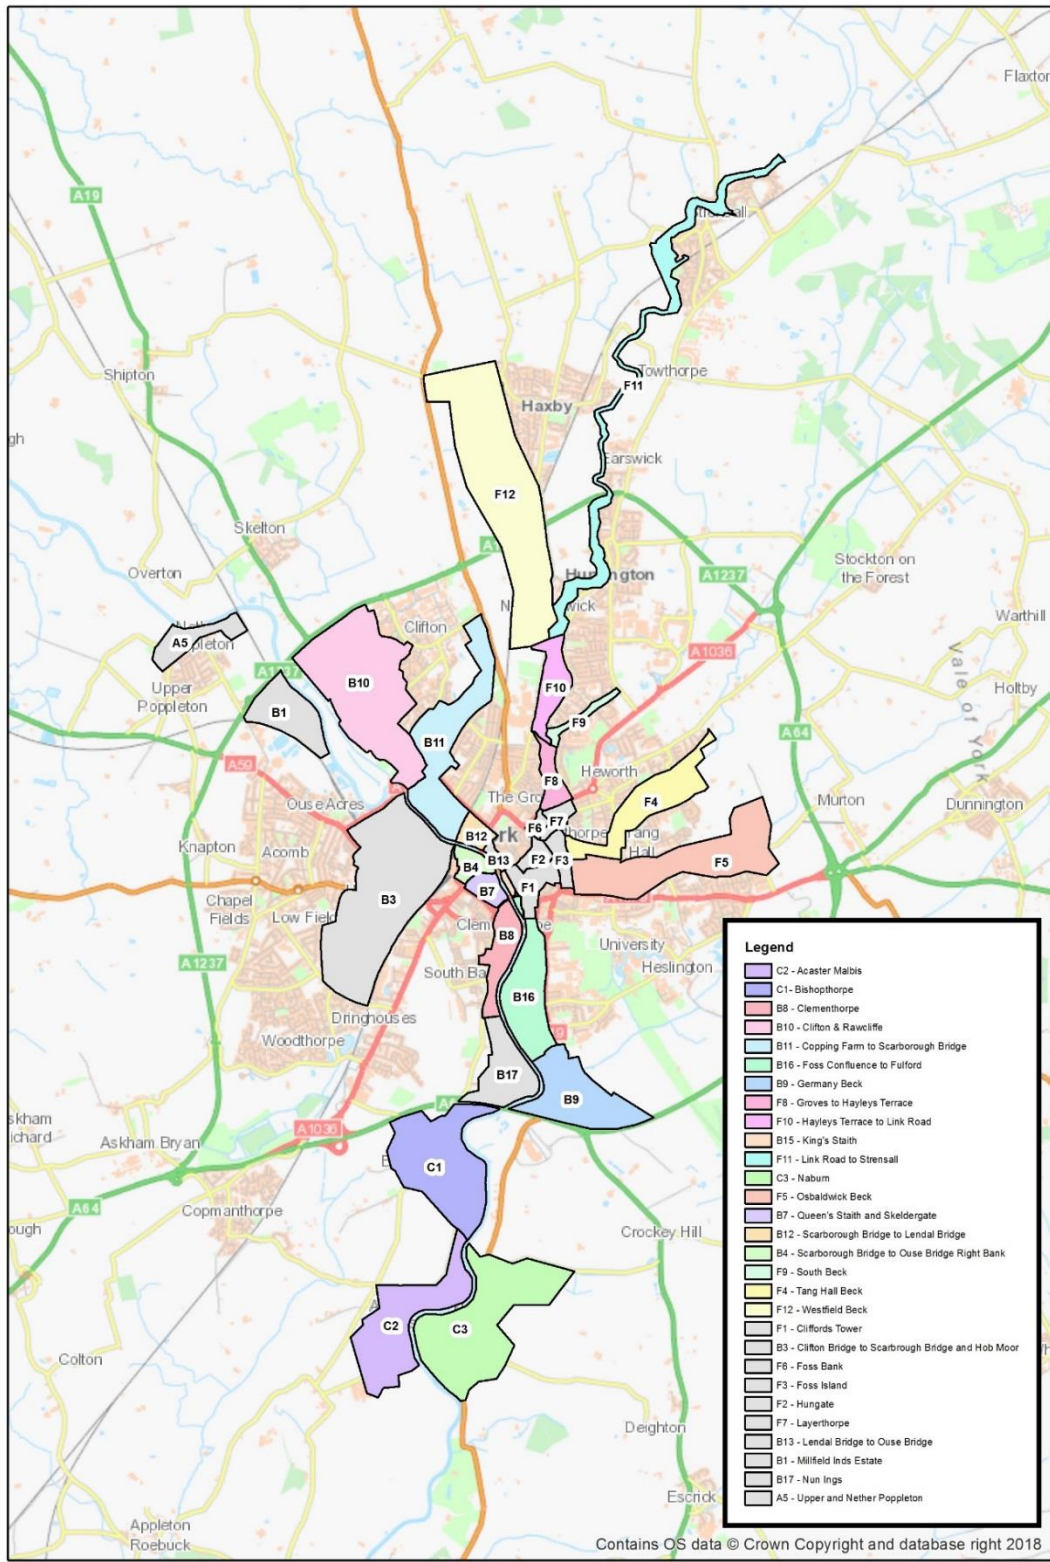 Flaxton
A19
Strensall
Shipton
Towthorpe
F11
Haxby
gh
Earswick
F12
Skelton
Stockton on
the Forest
Overton
Huntington
A1237
Warthill
A5
Clifton
A1036
Vale of York
Upper
Poppleton
A1237
B10
F10
Holtby
B1
F9
A64
B11
A59
F8
Heworth
Ouse Acres
The Gro
F4
Murton
Dunnington
Knapton
Acomb
B12
F6
F7
B13
F2
F3
F5
B4
B7
F1
Chapel
Fields
Low Field
B3
B8
University
A1237
South Ba
Heslington
B16
Dringhouses
Woodthorpe
B17
B9
A1036
Askham Bryan
C1
A64
Copmanthorpe
Crockey Hill
C2
C3
Colton
Deighton
Escrick
Appleton
Roebuck
Legend
C2 - Acaster Malbis
C1- Bishopthorpe
B8 - Clementhorpe
B10 - Clifton & Rawcliffe
B11 - Copping Farm to Scarborough Bridge
B16 - Foss Confluence to Fulford
B9 - Germany Beck
F8 - Groves to Hayleys Terrace
F10 - Hayleys Terrace to Link Road
B15 - King's Staith
F11 - Link Road to Strensall
C3 - Naburn
F5 - Osbaldwick Beck
B7 - Queen's Staith and Skeldergate
B12 - Scarborough Bridge to Lendal Bridge
B4 - Scarborough Bridge to Ouse Bridge Right Bank
F9 - South Beck
F4 - Tang Hall Beck
F12 - Westfield Beck
F1 - Cliffords Tower
B3 - Clifton Bridge to Scarbrough Bridge and Hob Moor
F6 - Foss Bank
F3 - Foss Island
F2 - Hungate
F7 - Layerthorpe
B13 - Lendal Bridge to Ouse Bridge
B1 - Millfield Inds Estate
B17 - Nun Ings
A5 - Upper and Nether Poppleton
Contains OS data © Crown Copyright and database right 2018